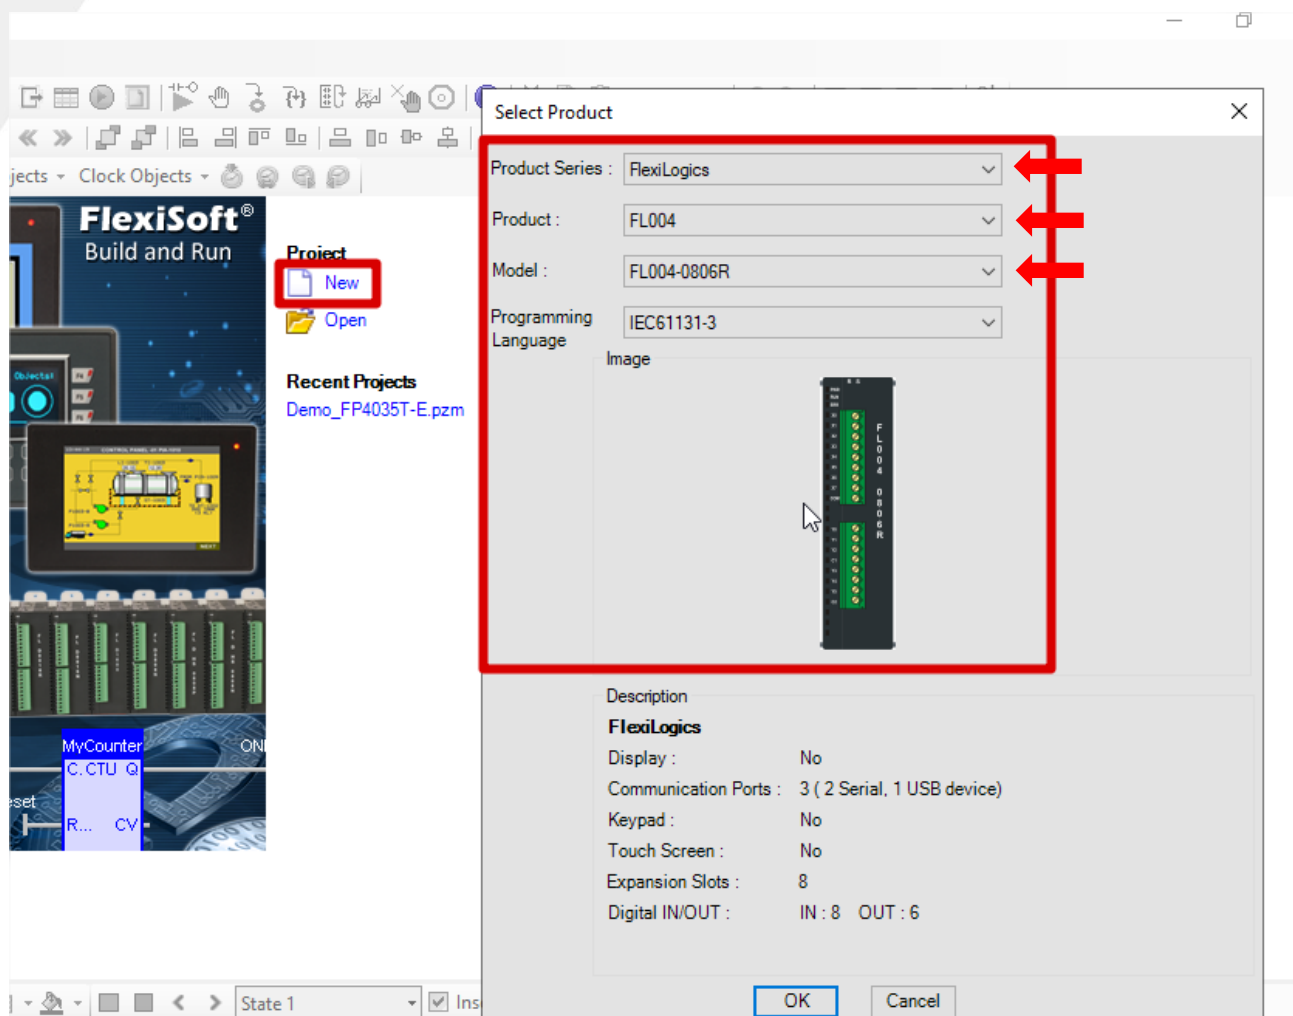 Select Product
Product Series : FlexiLogics
Product : FL004
Model : FL004-0806R
Programming Language IEC61131-3
Image
FL004 0806R
jects Clock Objects
FlexiSoft®
Build and Run
Project
New
Open
Recent Projects
Demo_FP4035T-E.pzm
MyCounter
C. CTU Q
R... CV
Description
FlexiLogics
Display : No
Communication Ports : 3 ( 2 Serial, 1 USB device)
Keypad : No
Touch Screen : No
Expansion Slots : 8
Digital IN/OUT : IN : 8 OUT : 6
State 1
Ins
OK Cancel